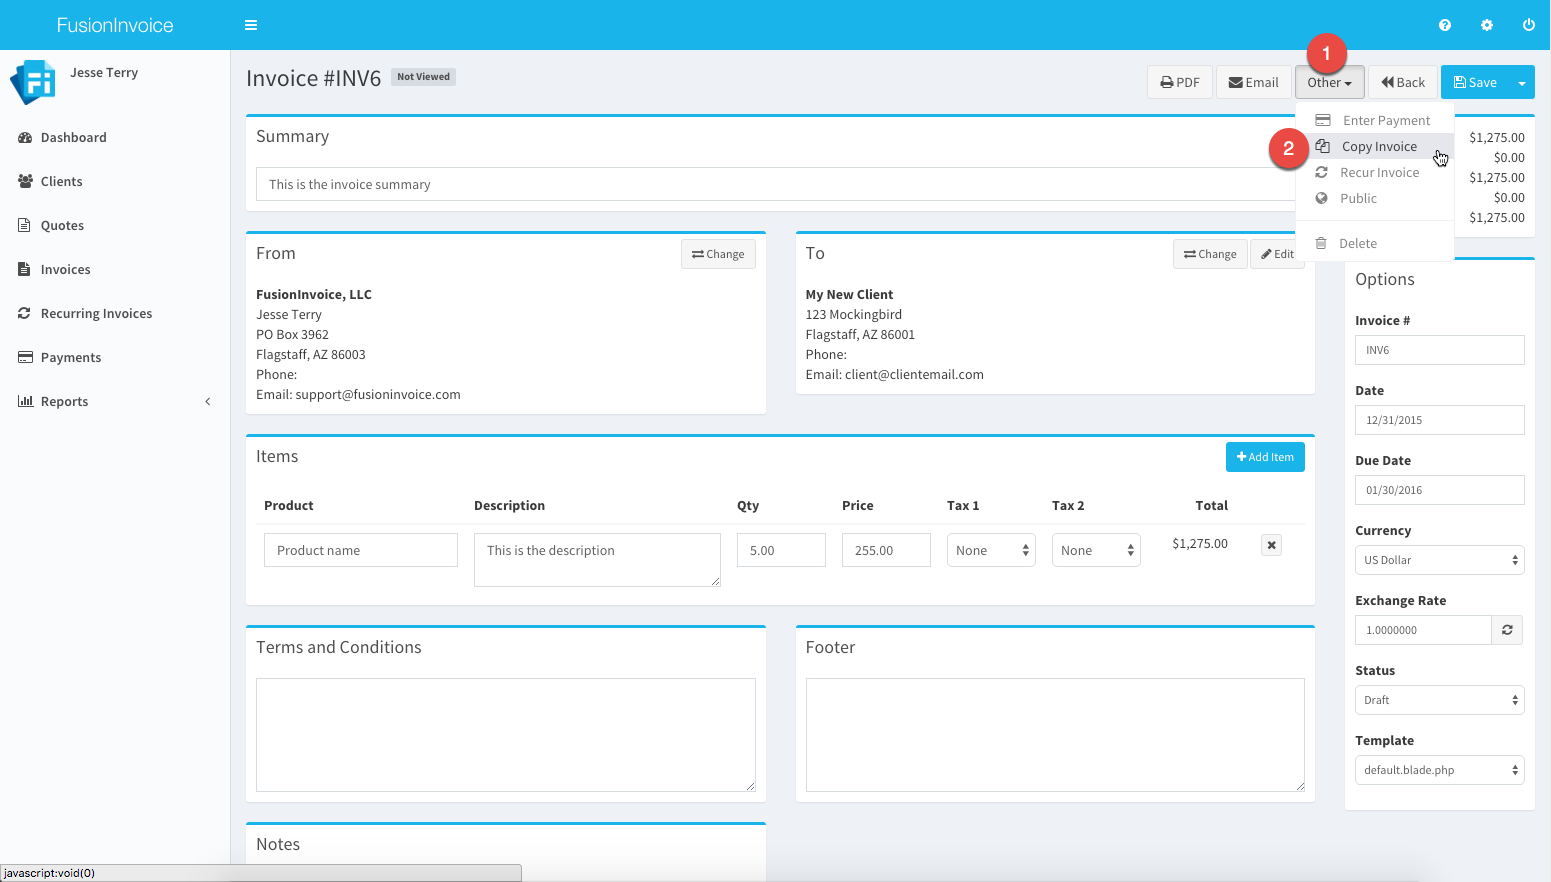 FusionInvoice
Jesse Terry
Dashboard
Clients
Quotes
Invoices
Recurring Invoices
Payments
Reports
Invoice #INV6 Not Viewed
1
PDF Email Other Back Save
Enter Payment
2 Copy Invoice
Recur Invoice
Public
Delete
$1,275.00
$0.00
$1,275.00
$0.00
$1,275.00
Summary
This is the invoice summary
From Change
FusionInvoice, LLC
Jesse Terry
PO Box 3962
Flagstaff, AZ 86003
Phone:
Email: support@fusioninvoice.com
To Change Edit
My New Client
123 Mockingbird
Flagstaff, AZ 86001
Phone:
Email: client@clientemail.com
Items Add Item
Product Description Qty Price Tax 1 Tax 2 Total
Product name This is the description 5.00 255.00 None None $1,275.00
Terms and Conditions
Footer
Notes
Options
Invoice #
INV6
Date
12/31/2015
Due Date
01/30/2016
Currency
US Dollar
Exchange Rate
1.0000000
Status
Draft
Template
default.blade.php
javascript:void(0)